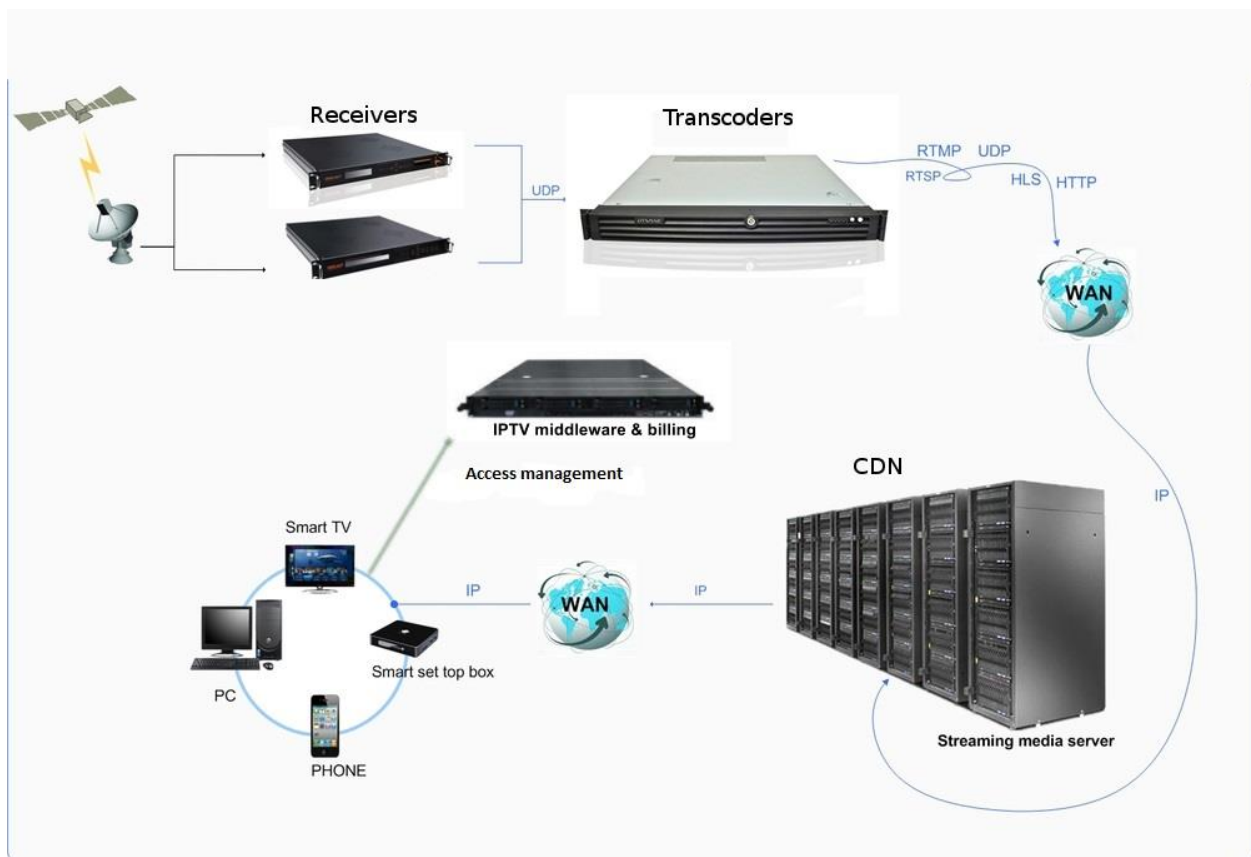 Receivers
Transcoders
UDP
RTMP UDP
RTSP
HLS HTTP
WAN
IPTV middleware & billing
Access management
CDN
IP
Smart TV
IP
WAN
IP
Smart set top box
PC
PHONE
Streaming media server